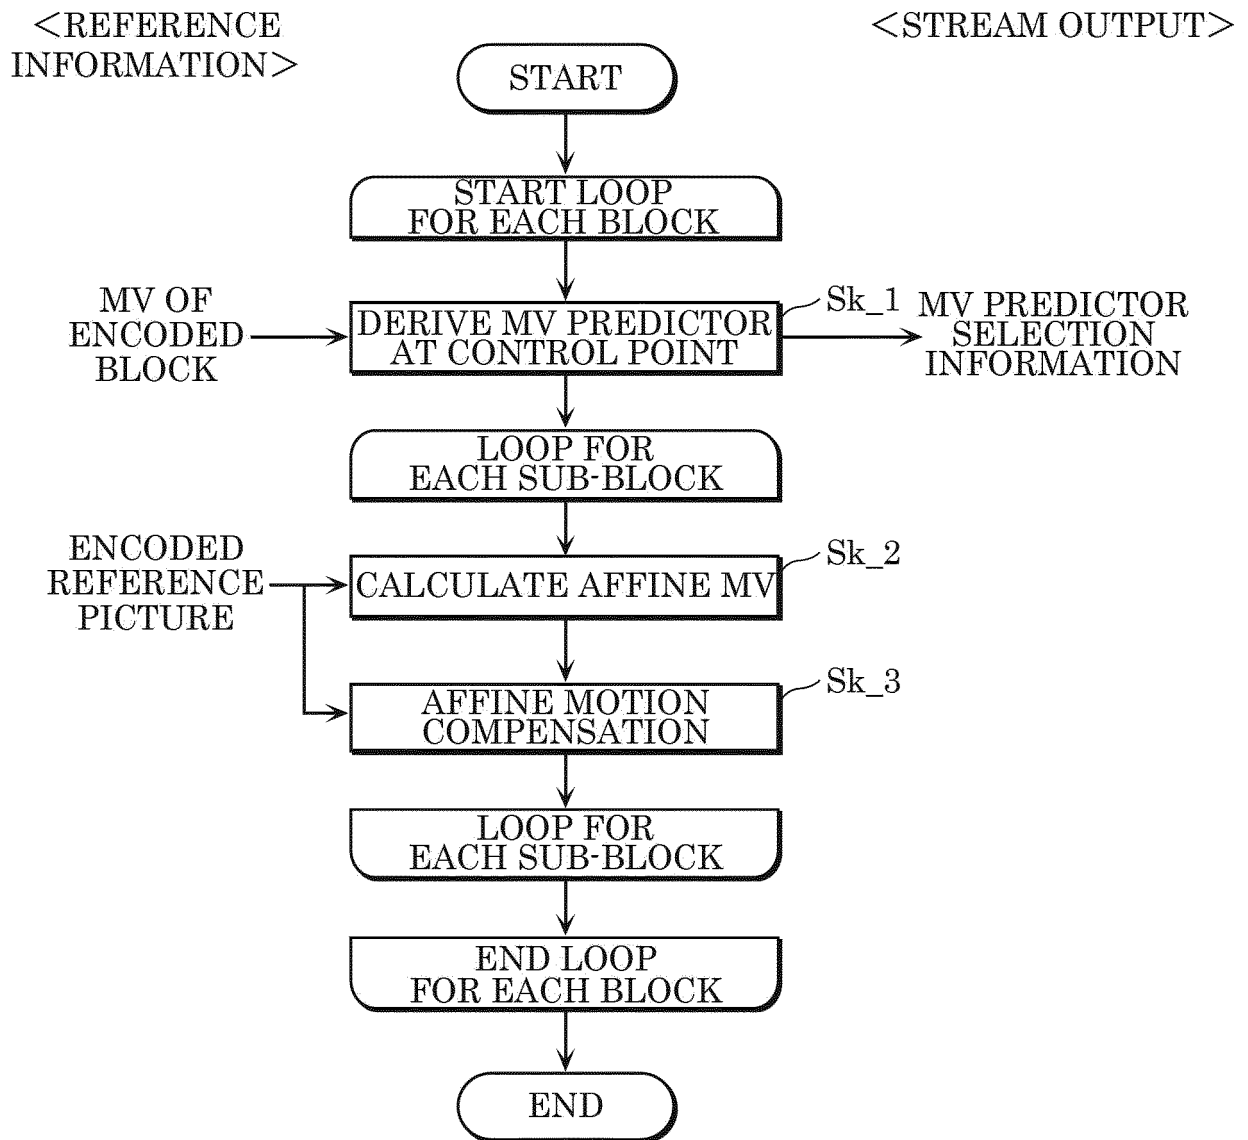 <REFERENCE
INFORMATION>
<STREAM OUTPUT>
START
START LOOP
FOR EACH BLOCK
MV OF
ENCODED
BLOCK
DERIVE MV PREDICTOR
AT CONTROL POINT
Sk_1
MV PREDICTOR
SELECTION
INFORMATION
LOOP FOR
EACH SUB-BLOCK
ENCODED
REFERENCE
PICTURE
CALCULATE AFFINE MV
Sk_2
AFFINE MOTION
COMPENSATION
Sk_3
LOOP FOR
EACH SUB-BLOCK
END LOOP
FOR EACH BLOCK
END